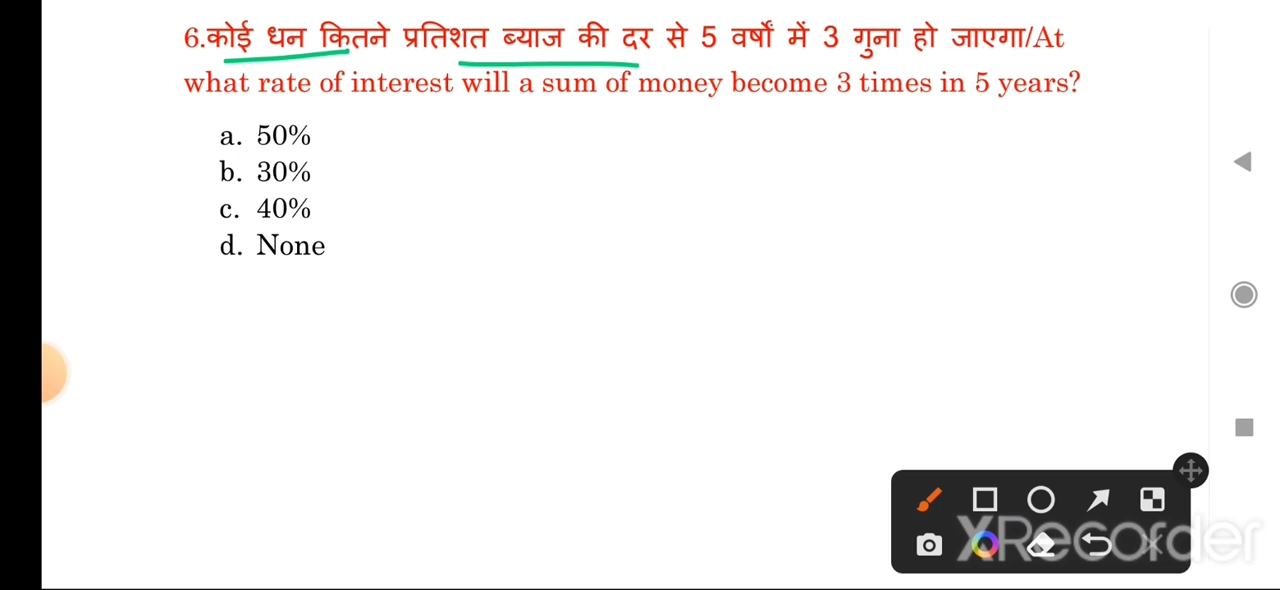 6.कोई धन कितने प्रतिशत ब्याज की दर से 5 वर्षों में 3 गुना हो जाएगा/At
what rate of interest will a sum of money become 3 times in 5 years?
a. 50%
b. 30%
c. 40%
d. None
XRecorder